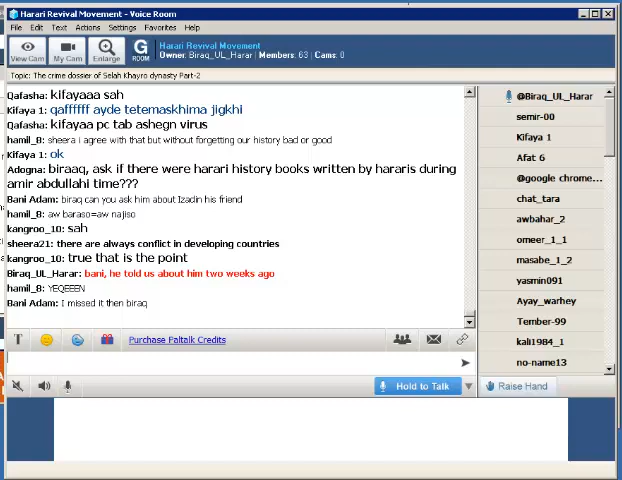 Harari Revival Movement - Voice Room
File Edit Text Actions Settings Favorites Help
View Cam My Cam Enlarge G ROOM
Harari Revival Movement
Owner: Biraq_UL_Harar | Members: 63 | Cams: 0
Topic: The crime dossier of Selah Khayro dynasty Part-2
Qafasha: kifayaaa sah
Kifaya 1: qaffffff ayde tetemaskhima jigkhi
Qafasha: kifayaa pc tab ashegn virus
hamil_8: sheera i agree with that but without forgetting our history bad or good
Kifaya 1: ok
Adogna: biraaq, ask if there were harari history books written by hararis during
amir abdullahi time???
Bani Adam: biraq can you ask him about Izadin his friend
hamil_8: aw baraso=aw najiso
kangroo_10: sah
sheera21: there are always conflict in developing countries
kangroo_10: true that is the point
Biraq_UL_Harar: bani, he told us about him two weeks ago
hamil_8: YEQEEEN
Bani Adam: I missed it then biraq
@Biraq_UL_Harar
semir-00
Kifaya 1
Afat 6
@google chrome...
chat_tara
awbahar_2
omeer_1_1
masabe_1_2
yasmin091
Ayay_warhey
Tember-99
kali1984_1
no-name13
T Purchase Paltalk Credits
Hold to Talk
Raise Hand